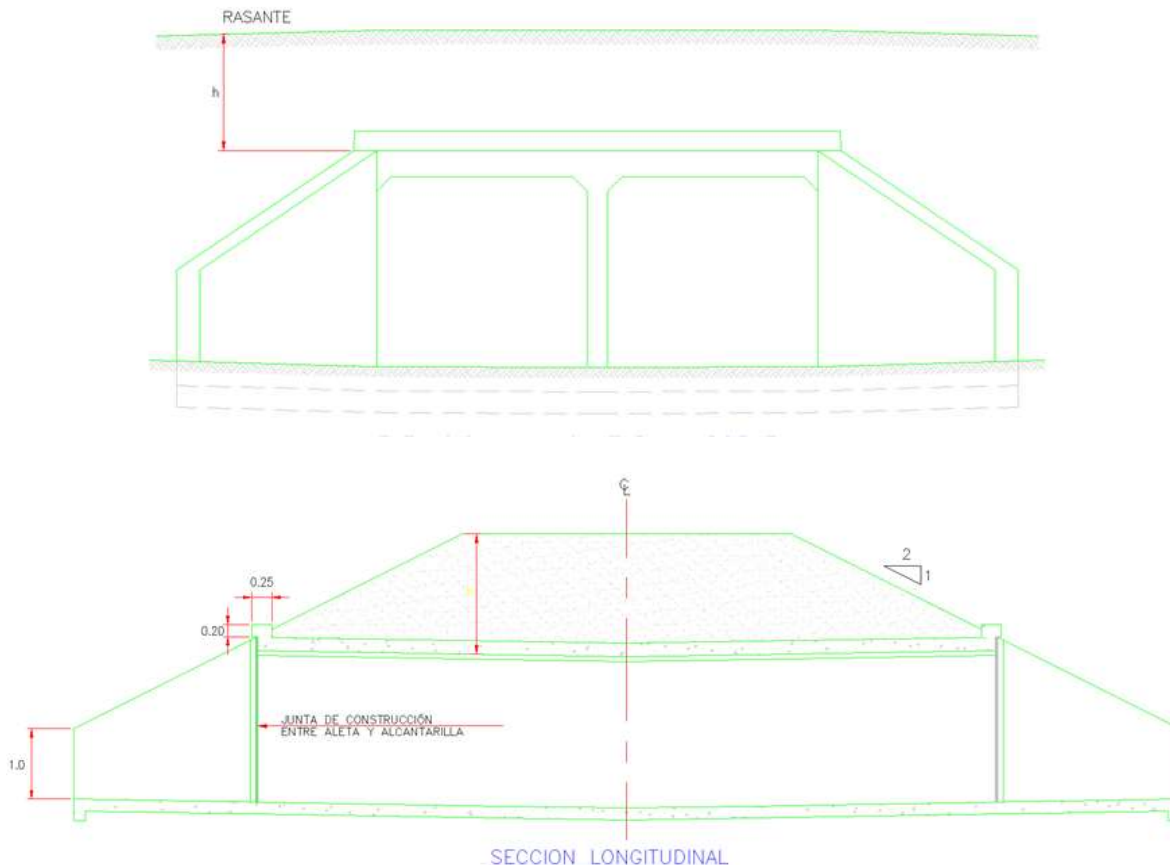 RASANTE
h
℄
2
1
0.25
0.20
JUNTA DE CONSTRUCCIÓN
ENTRE ALETA Y ALCANTARILLA
1.0
SECCION LONGITUDINAL